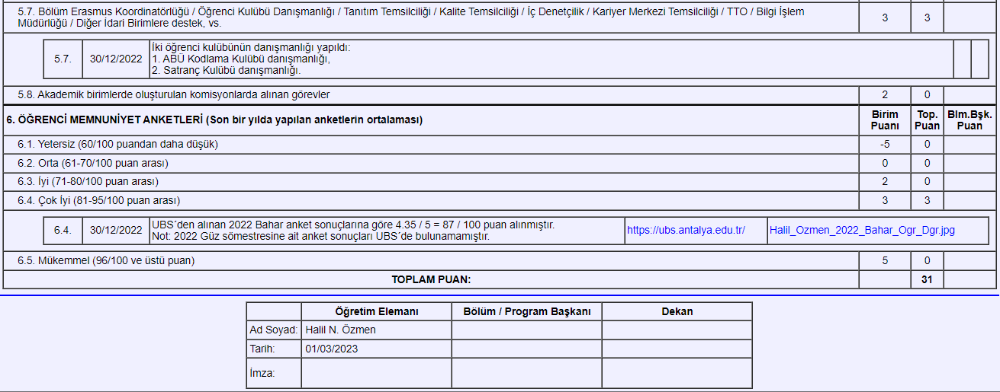 5.7. Bölüm Erasmus Koordinatörlüğü / Öğrenci Kulübü Danışmanlığı / Tanıtım Temsilciliği / Kalite Temsilciliği / İç Denetçilik / Kariyer Merkezi Temsilciliği / TTO / Bilgi İşlem
Müdürlüğü / Diğer İdari Birimlere destek, vs.
3 3
5.7. 30/12/2022
İki öğrenci kulübünün danışmanlığı yapıldı:
1. ABÜ Kodlama Kulübü danışmanlığı,
2. Satranç Kulübü danışmanlığı.
5.8. Akademik birimlerde oluşturulan komisyonlarda alınan görevler 2 0
6. ÖĞRENCİ MEMNUNİYET ANKETLERİ (Son bir yılda yapılan anketlerin ortalaması)
Birim Top. Blm.Bşk.
Puanı Puan Puan
6.1. Yetersiz (60/100 puandan daha düşük) -5 0
6.2. Orta (61-70/100 puan arası) 0 0
6.3. İyi (71-80/100 puan arası) 2 0
6.4. Çok İyi (81-95/100 puan arası) 3 3
6.4. 30/12/2022
UBS´den alınan 2022 Bahar anket sonuçlarına göre 4.35 / 5 = 87 / 100 puan alınmıştır.
Not: 2022 Güz sömestresine ait anket sonuçları UBS´de bulunamamıştır.
https://ubs.antalya.edu.tr/ Halil_Ozmen_2022_Bahar_Ogr_Dgr.jpg
6.5. Mükemmel (96/100 ve üstü puan) 5 0
TOPLAM PUAN: 31
Öğretim Elemanı Bölüm / Program Başkanı Dekan
Ad Soyad: Halil N. Özmen
Tarih: 01/03/2023
İmza: